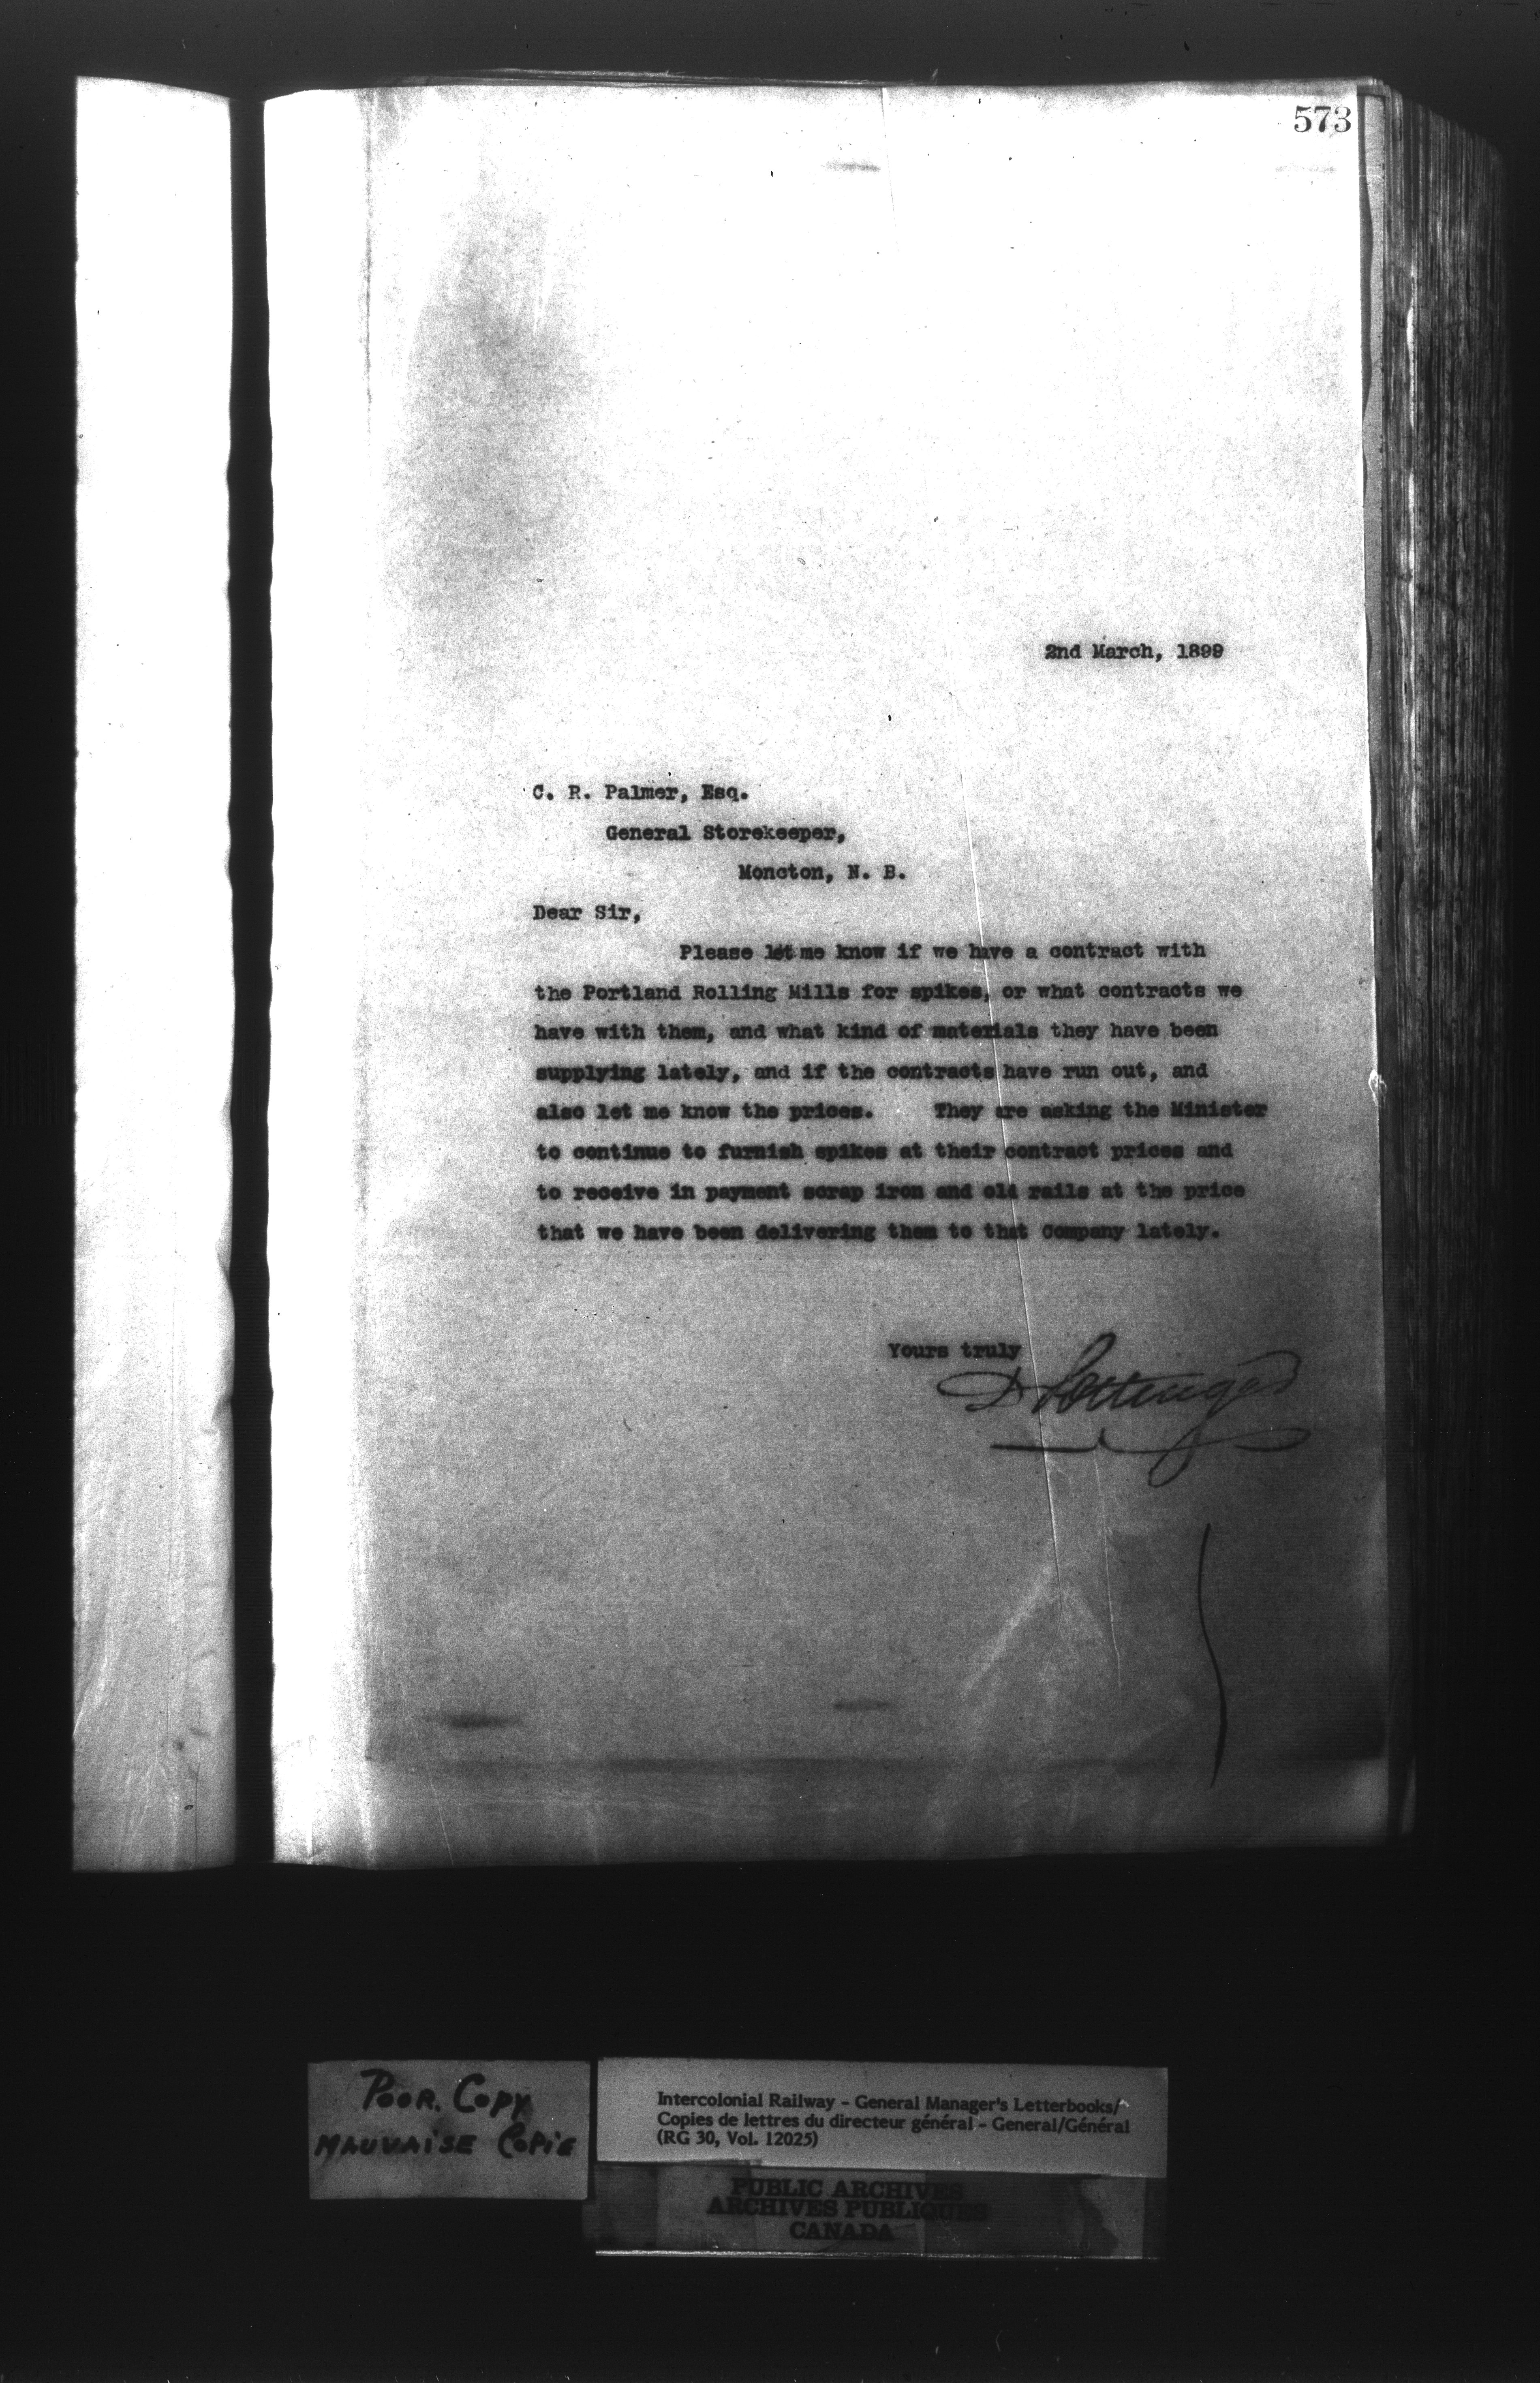 573
2nd March, 1899
C. R. Palmer, Esq.
General Storekeeper,
Moncton, N. B.
Dear Sir,
Please let me know if we have a contract with
the Portland Rolling Mills for spikes, or what contracts we
have with them, and what kind of materials they have been
supplying lately, and if the contracts have run out, and
also let me know the prices. They are asking the Minister
to continue to furnish spikes at their contract prices and
to receive in payment scrap iron and old rails at the price
that we have been delivering them to that Company lately.
Yours truly
D Pottinger
Poor. Copy
Mauvaise Copie
Intercolonial Railway - General Manager's Letterbooks/
Copies de lettres du directeur général - General/Général
(RG 30, Vol. 12025)
PUBLIC ARCHIVES
ARCHIVES PUBLIQUES
CANADA